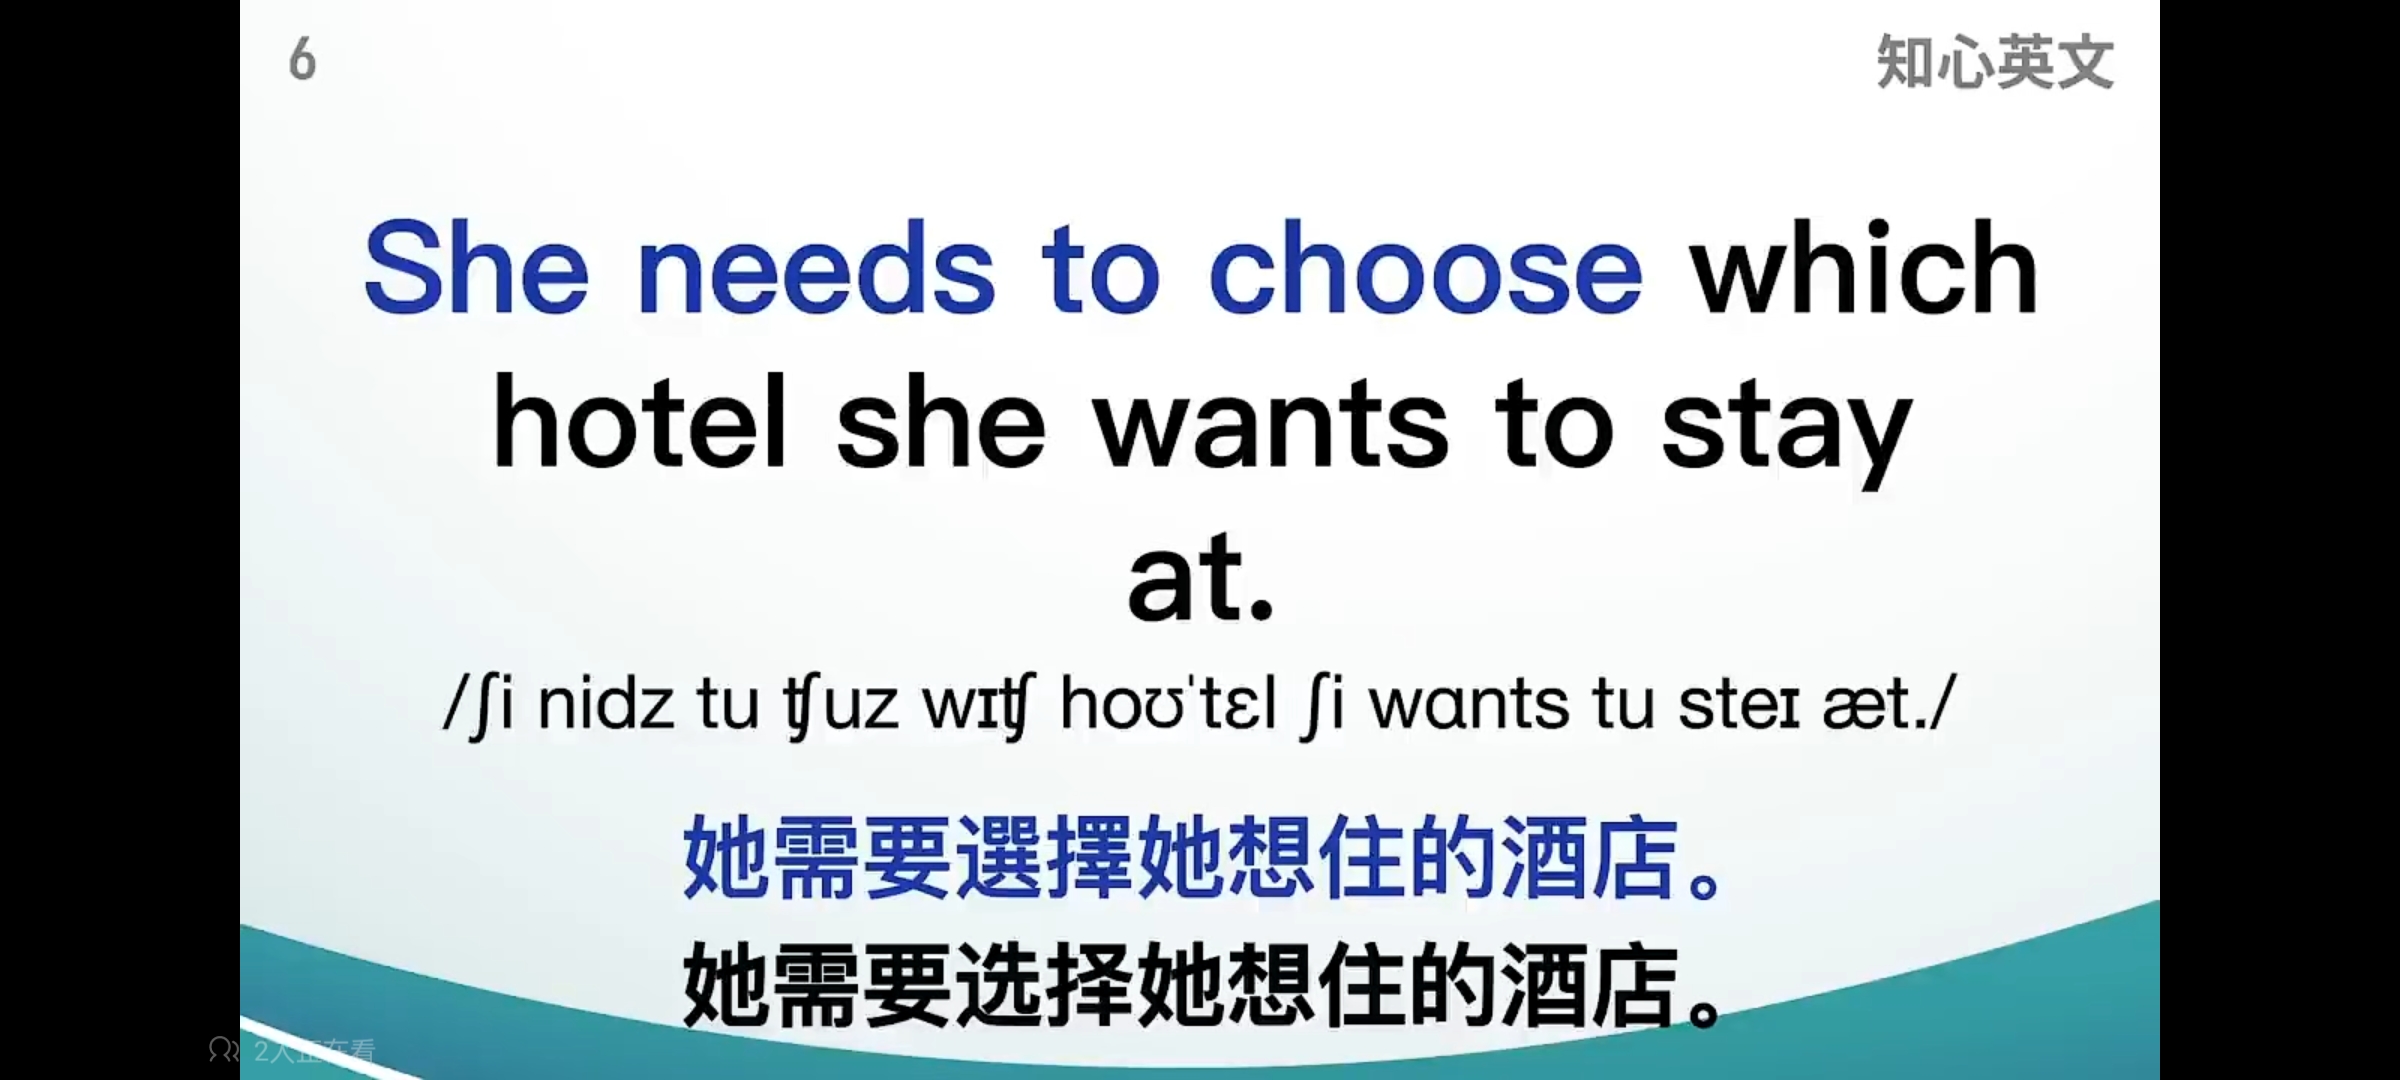 6
知心英文
She needs to choose which
hotel she wants to stay
at.
/ʃi nidz tu ʧuz wɪʧ hoʊˈtɛl ʃi wɑnts tu steɪ æt./
她需要選擇她想住的酒店。
她需要选择她想住的酒店。
2人正在看